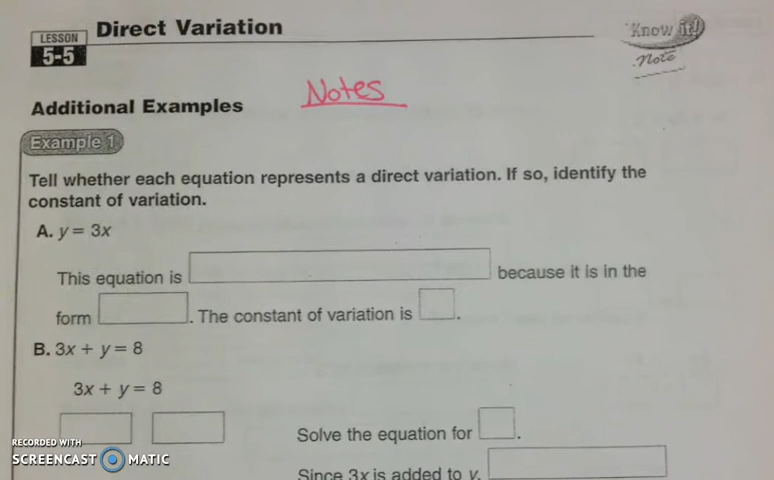 LESSON
5-5
Direct Variation
Know it!
Note
Additional Examples
Notes
Example 1
Tell whether each equation represents a direct variation. If so, identify the
constant of variation.
A. y = 3x
This equation is because it is in the
form . The constant of variation is .
B. 3x + y = 8
3x + y = 8
Solve the equation for .
Since 3x is added to y,
RECORDED WITH
SCREENCAST MATIC